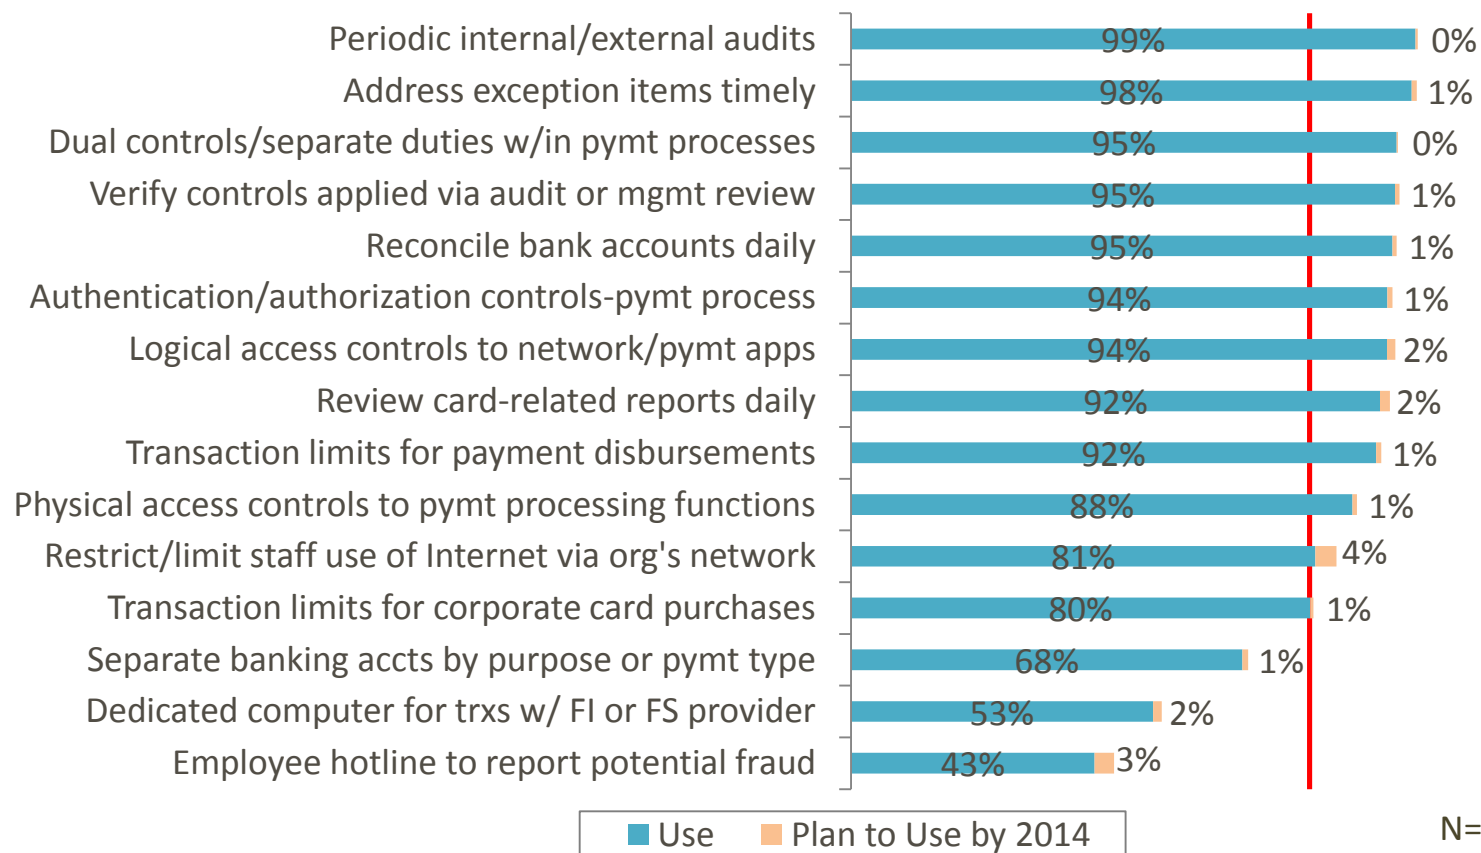 Periodic internal/external audits 99% 0%
Address exception items timely 98% 1%
Dual controls/separate duties w/in pymt processes 95% 0%
Verify controls applied via audit or mgmt review 95% 1%
Reconcile bank accounts daily 95% 1%
Authentication/authorization controls-pymt process 94% 1%
Logical access controls to network/pymt apps 94% 2%
Review card-related reports daily 92% 2%
Transaction limits for payment disbursements 92% 1%
Physical access controls to pymt processing functions 88% 1%
Restrict/limit staff use of Internet via org's network 81% 4%
Transaction limits for corporate card purchases 80% 1%
Separate banking accts by purpose or pymt type 68% 1%
Dedicated computer for trxs w/ FI or FS provider 53% 2%
Employee hotline to report potential fraud 43% 3%
Use Plan to Use by 2014
N=